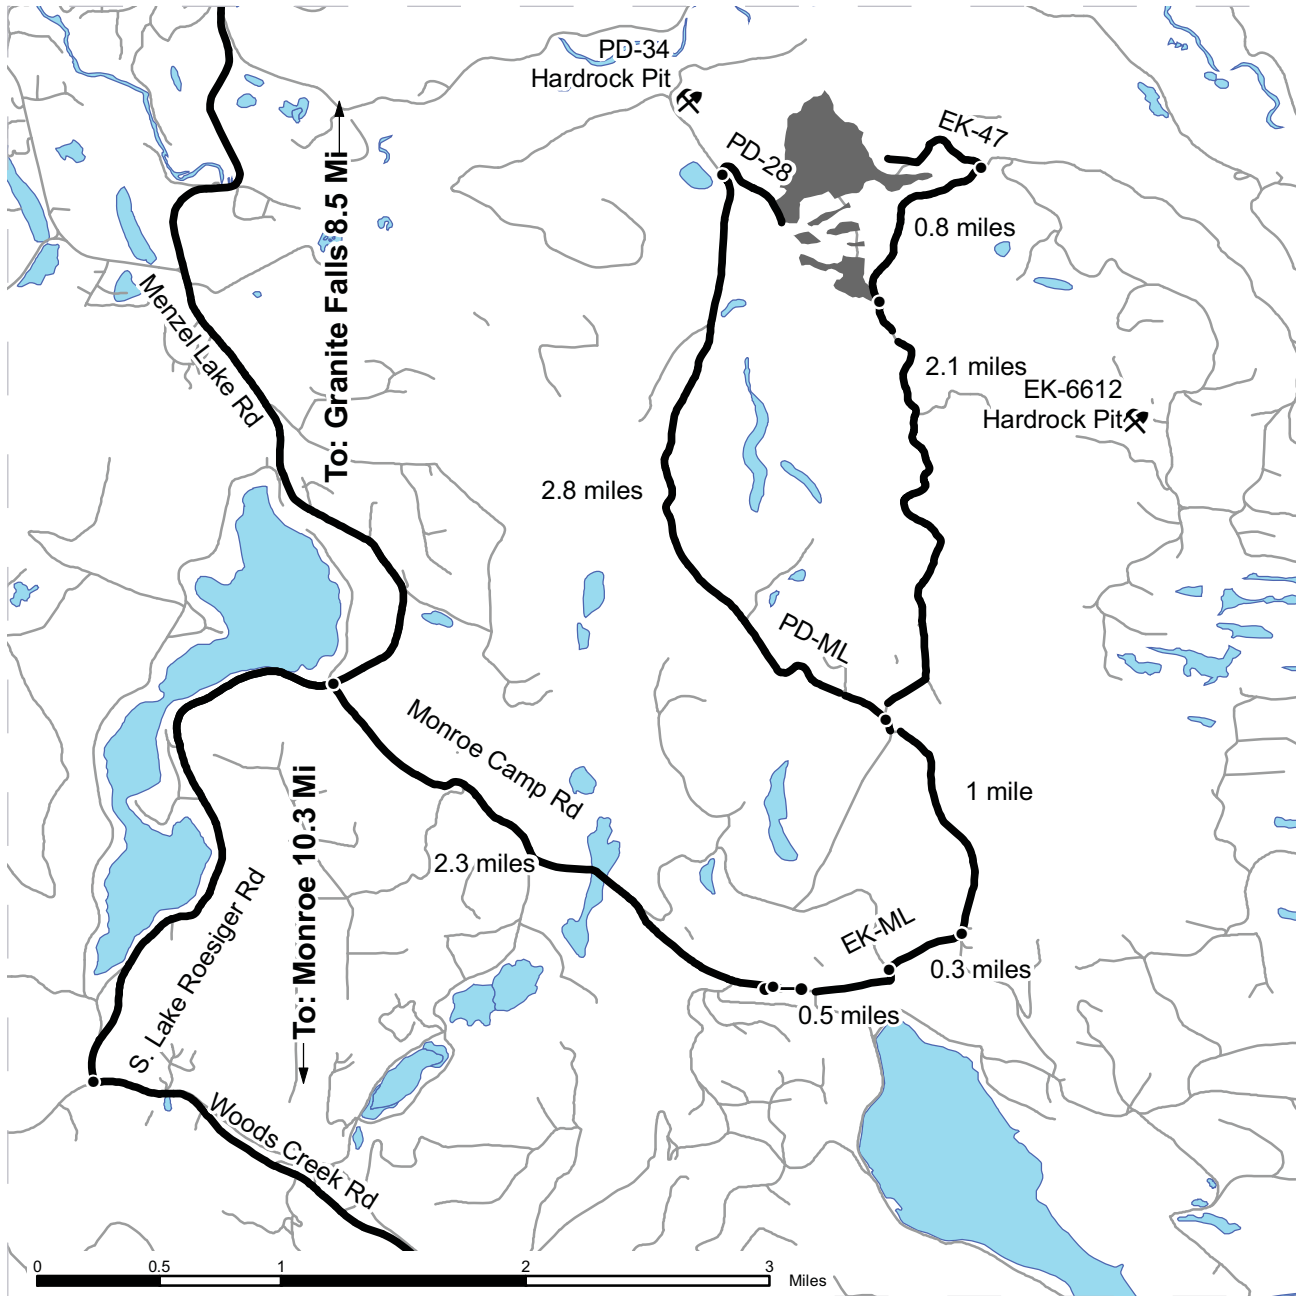 PD-34
Hardrock Pit
EK-47
PD-28
0.8 miles
To: Granite Falls 8.5 Mi
Menzel Lake Rd
2.1 miles
EK-6612
Hardrock Pit
2.8 miles
PD-ML
Monroe Camp Rd
1 mile
To: Monroe 10.3 Mi
2.3 miles
S. Lake Roesiger Rd
EK-ML
0.3 miles
0.5 miles
Woods Creek Rd
0 0.5 1 2 3
Miles